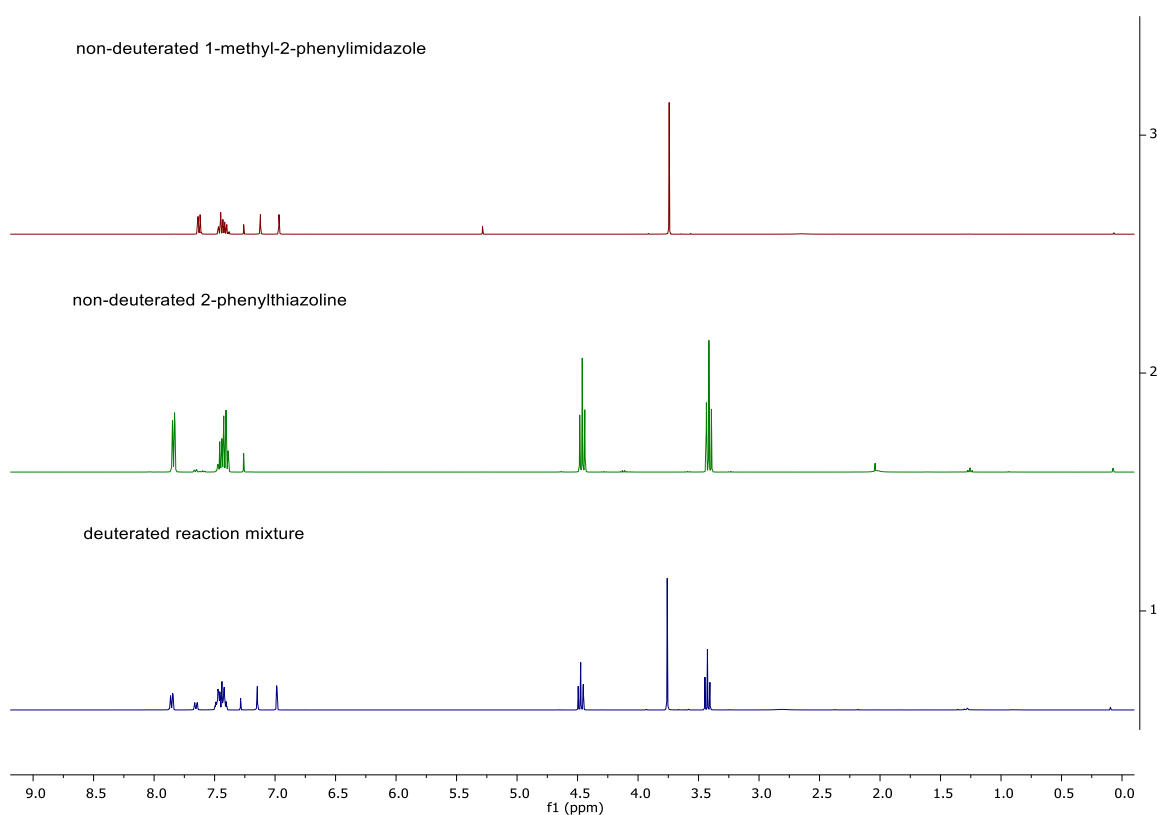 non-deuterated 1-methyl-2-phenylimidazole
3
non-deuterated 2-phenylthiazoline
2
deuterated reaction mixture
1
9.0 8.5 8.0 7.5 7.0 6.5 6.0 5.5 5.0 4.5 4.0 3.5 3.0 2.5 2.0 1.5 1.0 0.5 0.0
f1 (ppm)